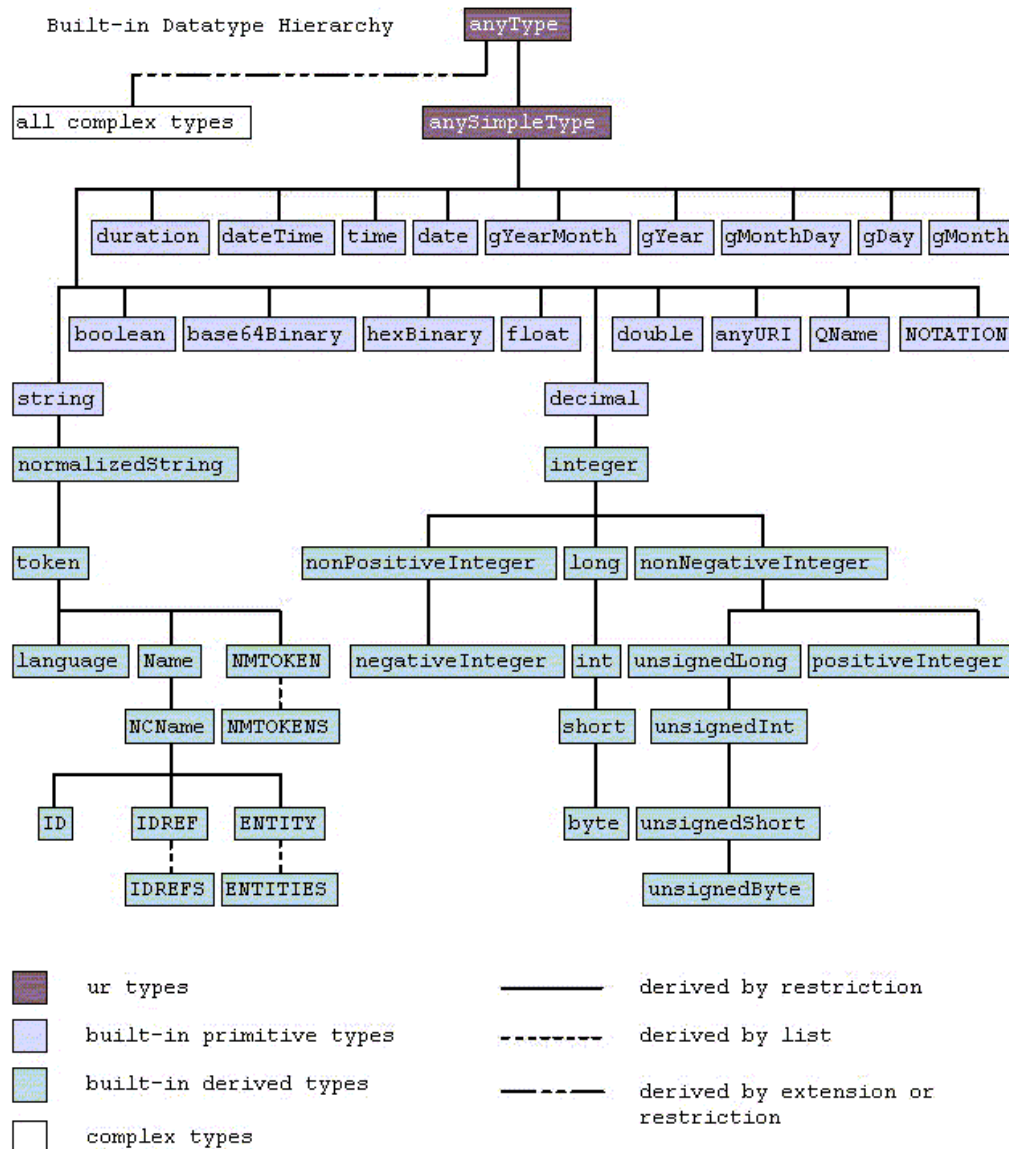 Built-in Datatype Hierarchy
anyType
all complex types
anySimpleType
duration dateTime time date gYearMonth gYear gMonthDay gDay gMonth
boolean base64Binary hexBinary float double anyURI QName NOTATION
string decimal
normalizedString integer
token nonPositiveInteger long nonNegativeInteger
language Name NMTOKEN negativeInteger int unsignedLong positiveInteger
NCName NMTOKENS short unsignedInt
ID IDREF ENTITY byte unsignedShort
IDREFS ENTITIES unsignedByte
ur types derived by restriction
built-in primitive types derived by list
built-in derived types derived by extension or
restriction
complex types